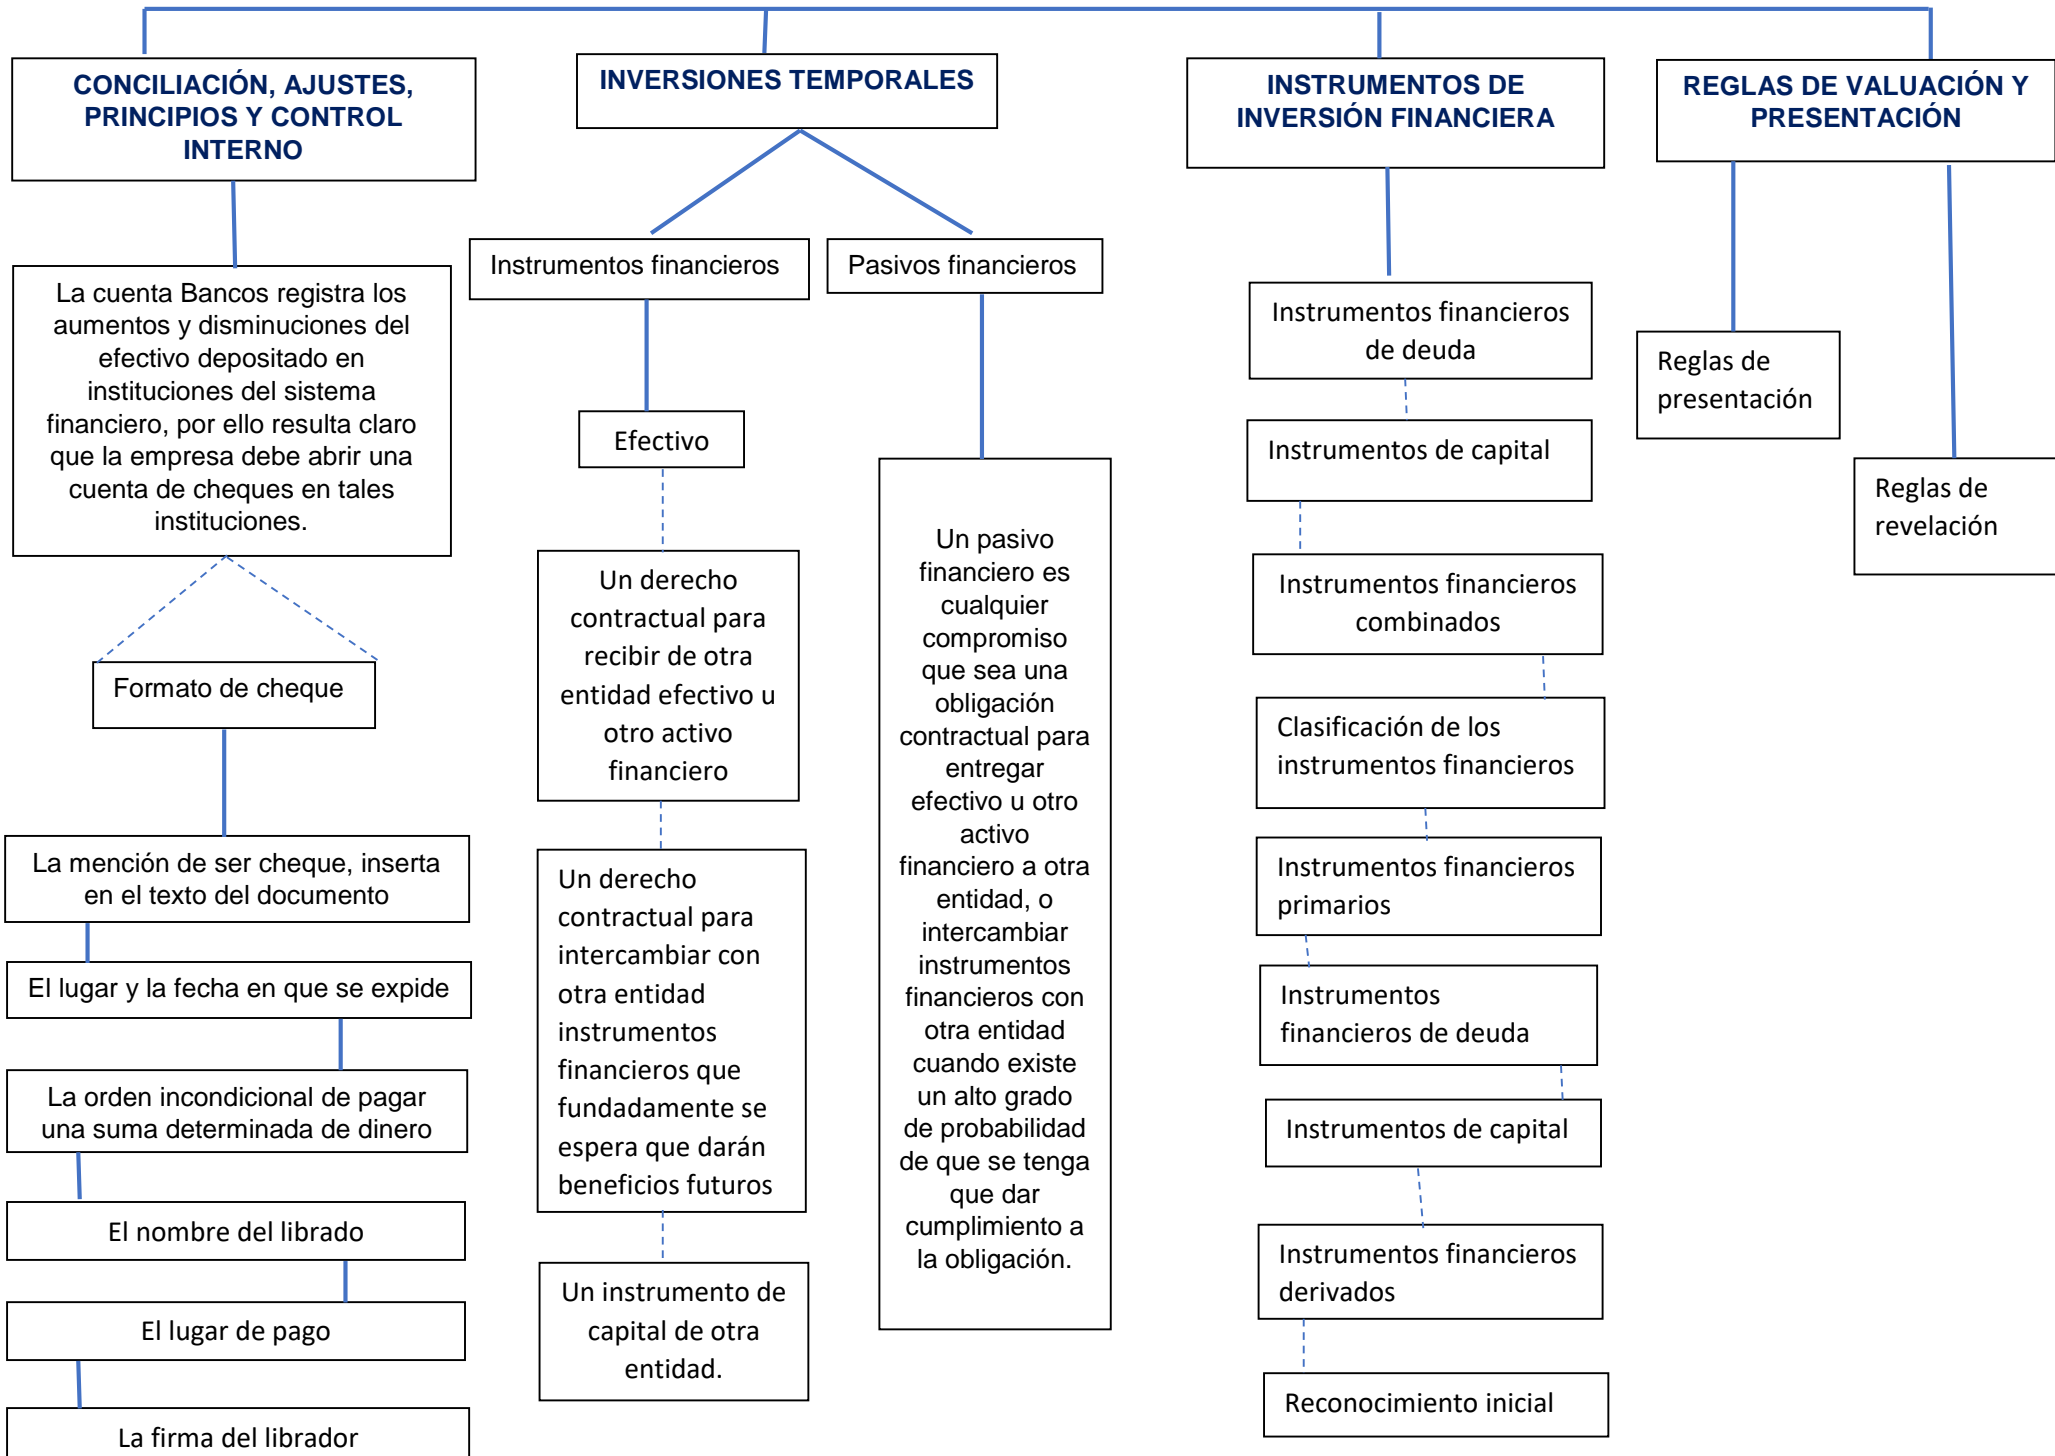 CONCILIACIÓN, AJUSTES,
PRINCIPIOS Y CONTROL
INTERNO
La cuenta Bancos registra los
aumentos y disminuciones del
efectivo depositado en
instituciones del sistema
financiero, por ello resulta claro
que la empresa debe abrir una
cuenta de cheques en tales
instituciones.
Formato de cheque
La mención de ser cheque, inserta
en el texto del documento
El lugar y la fecha en que se expide
La orden incondicional de pagar
una suma determinada de dinero
El nombre del librado
El lugar de pago
La firma del librador
INVERSIONES TEMPORALES
Instrumentos financieros
Efectivo
Un derecho
contractual para
recibir de otra
entidad efectivo u
otro activo
financiero
Un derecho
contractual para
intercambiar con
otra entidad
instrumentos
financieros que
fundadamente se
espera que darán
beneficios futuros
Un instrumento de
capital de otra
entidad.
Pasivos financieros
Un pasivo
financiero es
cualquier
compromiso
que sea una
obligación
contractual para
entregar
efectivo u otro
activo
financiero a otra
entidad, o
intercambiar
instrumentos
financieros con
otra entidad
cuando existe
un alto grado
de probabilidad
de que se tenga
que dar
cumplimiento a
la obligación.
INSTRUMENTOS DE
INVERSIÓN FINANCIERA
Instrumentos financieros
de deuda
Instrumentos de capital
Instrumentos financieros
combinados
Clasificación de los
instrumentos financieros
Instrumentos financieros
primarios
Instrumentos
financieros de deuda
Instrumentos de capital
Instrumentos financieros
derivados
Reconocimiento inicial
REGLAS DE VALUACIÓN Y
PRESENTACIÓN
Reglas de
presentación
Reglas de
revelación